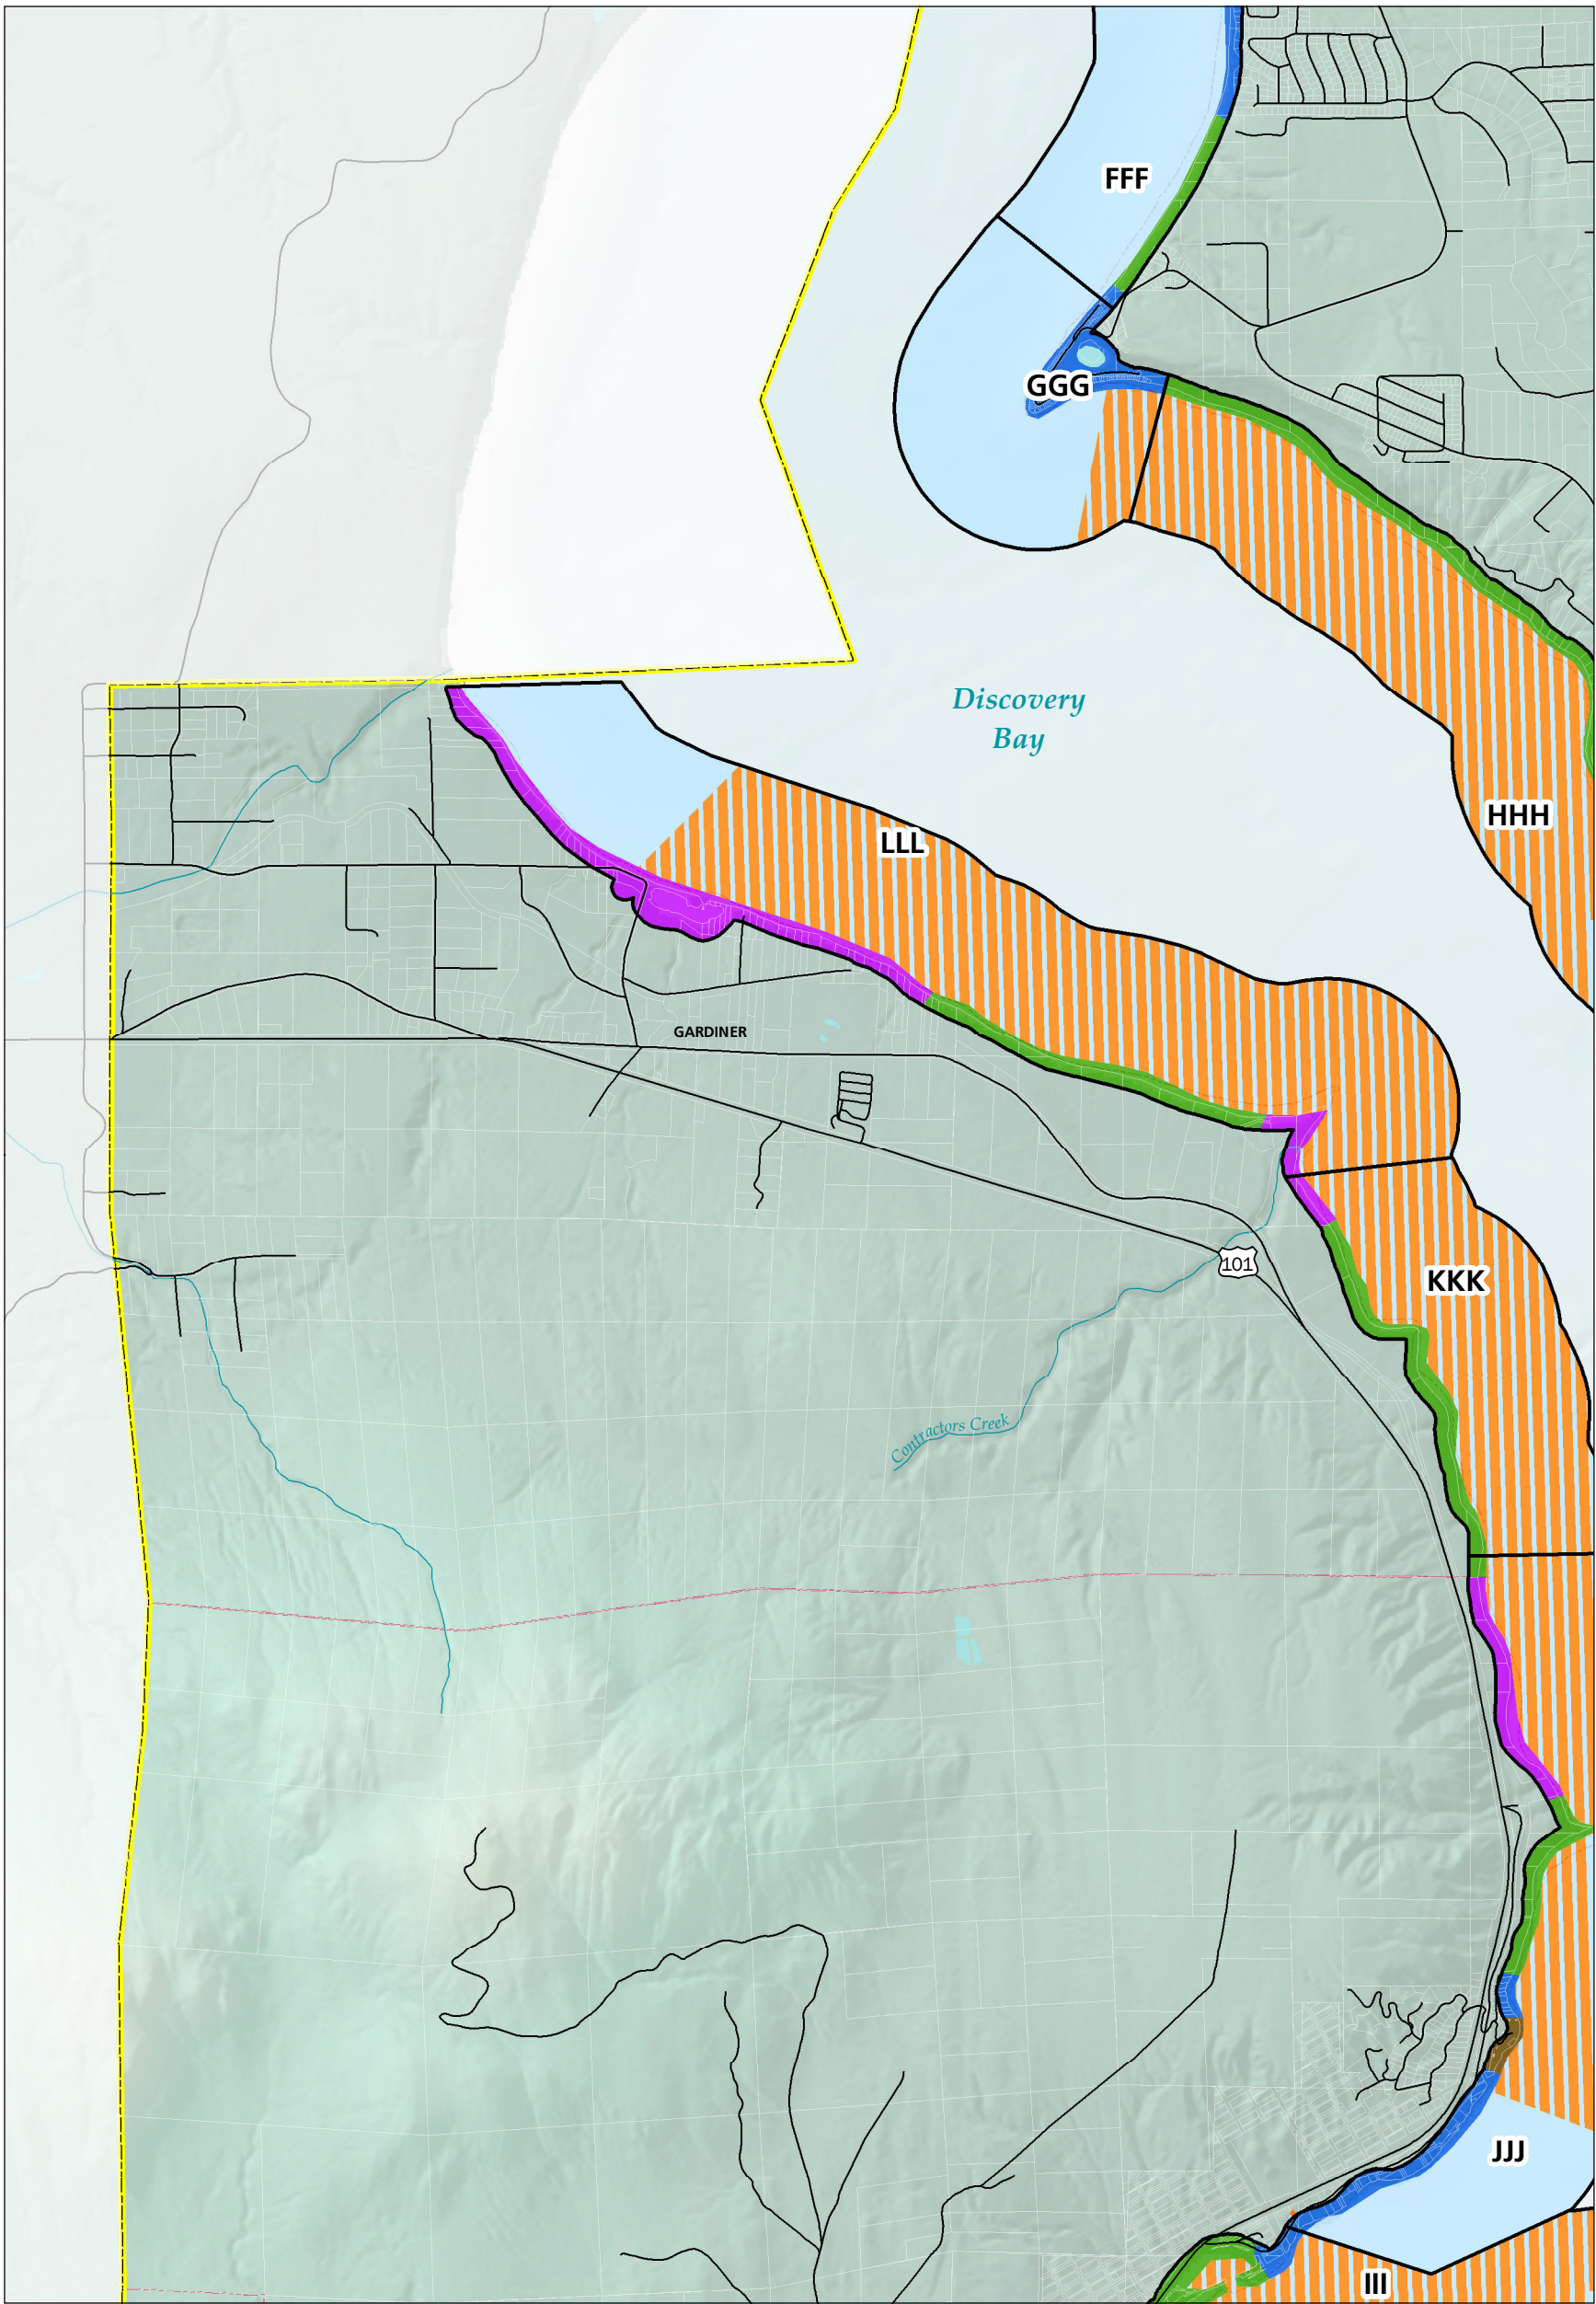 FFF
GGG
Discovery
Bay
HHH
LLL
GARDINER
101
KKK
Contractors Creek
JJJ
III